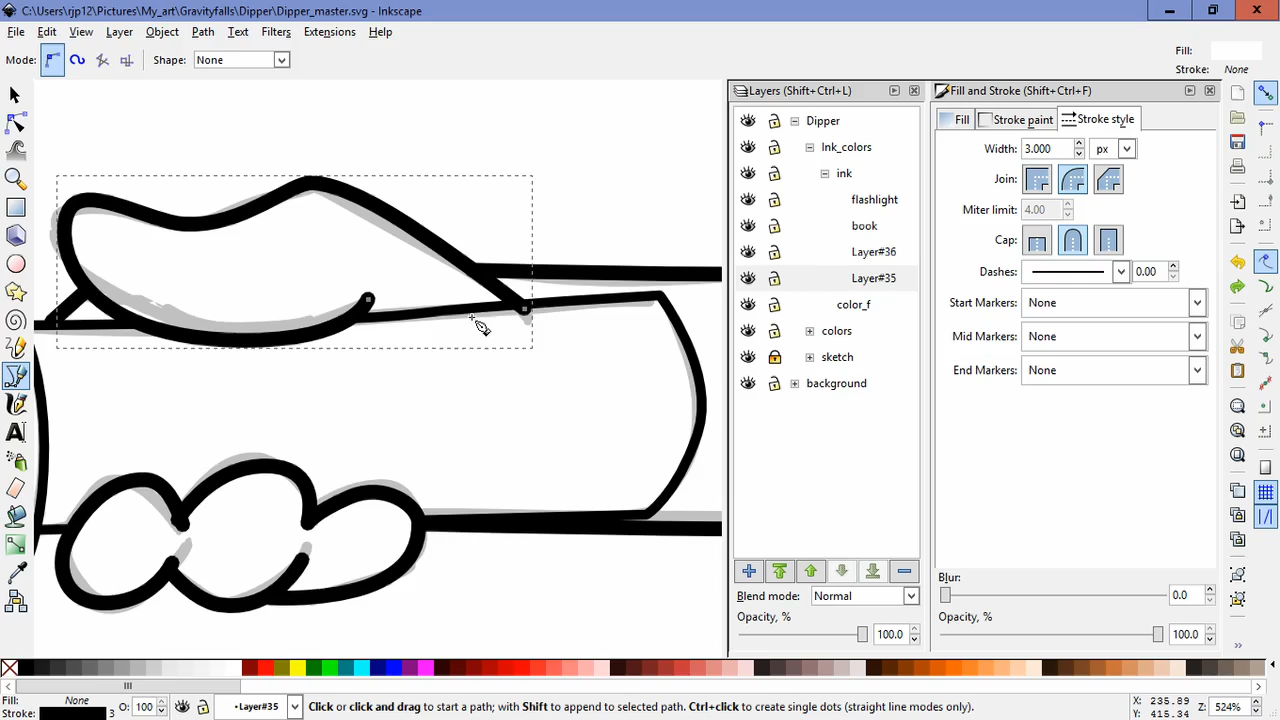 C:\Users\rjp12\Pictures\My_art\Gravityfalls\Dipper\Dipper_master.svg - Inkscape
File Edit View Layer Object Path Text Filters Extensions Help
Mode: Shape: None Fill:
Stroke: None
Layers (Shift+Ctrl+L) Fill and Stroke (Shift+Ctrl+F)
Dipper Fill Stroke paint Stroke style
Ink_colors Width: 3.000 px
ink Join:
flashlight Miter limit: 4.00
book Cap:
Layer#36 Dashes: 0.00
Layer#35 Start Markers: None
color_f
colors Mid Markers: None
sketch End Markers: None
background
Blur:
Blend mode: Normal 0.0
Opacity, % Opacity, %
100.0 100.0
Fill: None O: 100 •Layer#35 Click or click and drag to start a path; with Shift to append to selected path. Ctrl+click to create single dots (straight line modes only). X: 235.89 Z: 524%
Stroke: 3 Y: 415.34